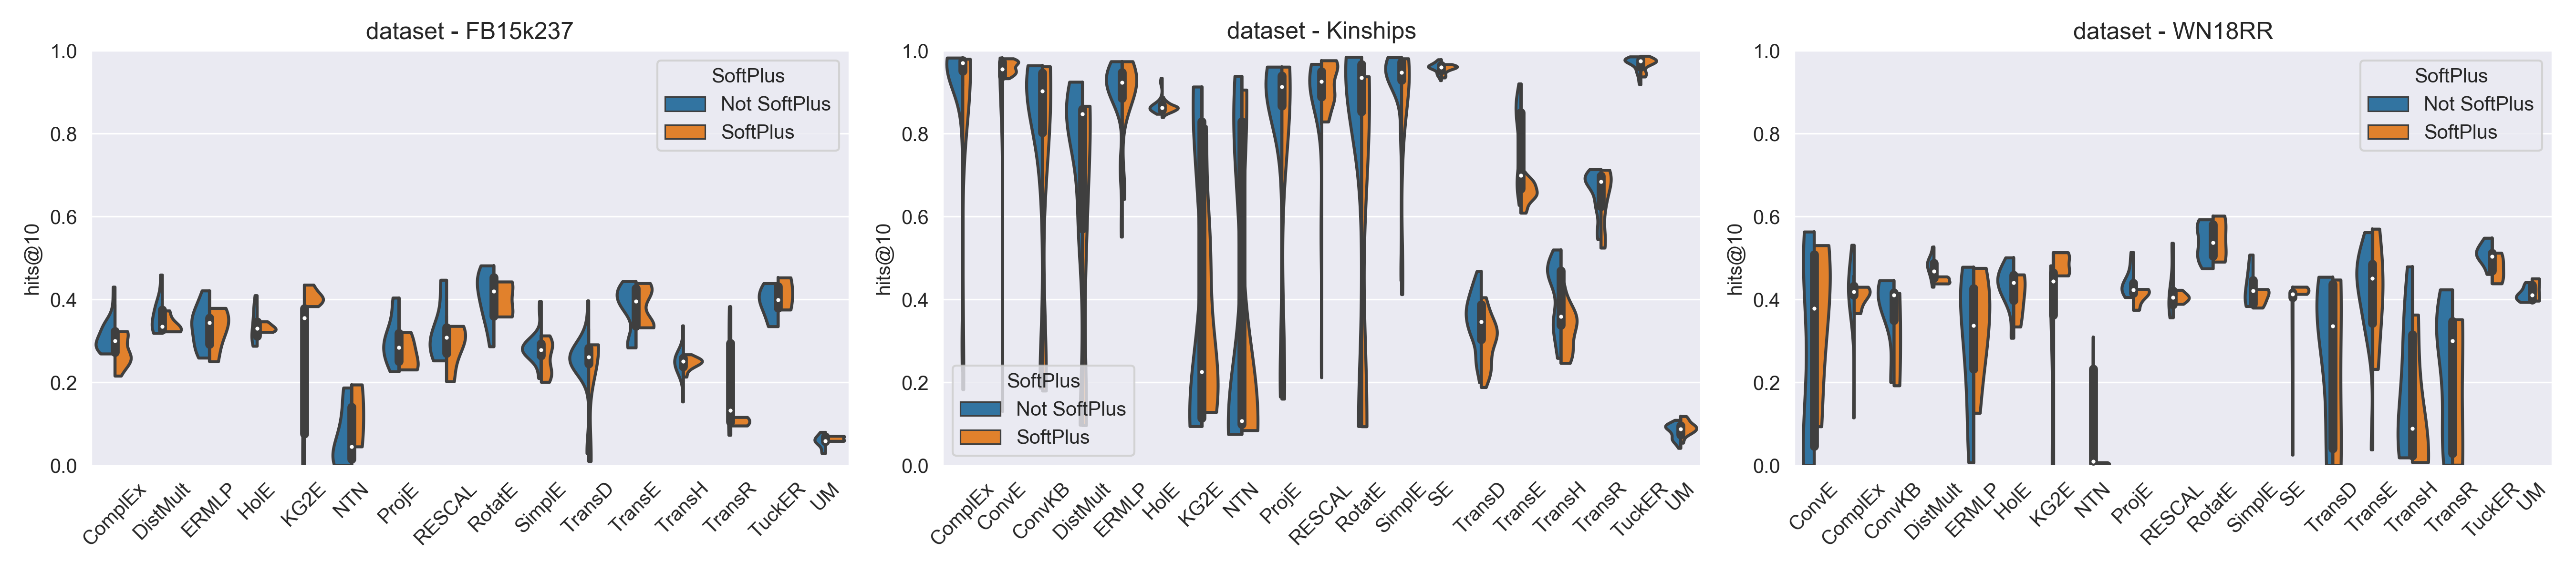 dataset - FB15k237
hits@10
1.0
0.8
0.6
0.4
0.2
0.0
SoftPlus
Not SoftPlus
SoftPlus
ComplEx
DistMult
ERMLP
HolE
KG2E
NTN
ProjE
RESCAL
RotatE
SimplE
TransD
TransE
TransH
TransR
TuckER
UM
dataset - Kinships
hits@10
1.0
0.8
0.6
0.4
0.2
0.0
SoftPlus
Not SoftPlus
SoftPlus
ComplEx
ConvE
ConvKB
DistMult
ERMLP
HolE
KG2E
NTN
ProjE
RESCAL
RotatE
SimplE
SE
TransD
TransE
TransH
TransR
TuckER
UM
dataset - WN18RR
hits@10
1.0
0.8
0.6
0.4
0.2
0.0
SoftPlus
Not SoftPlus
SoftPlus
ConvE
ComplEx
ConvKB
DistMult
ERMLP
HolE
KG2E
NTN
ProjE
RESCAL
RotatE
SimplE
SE
TransD
TransE
TransH
TransR
TuckER
UM